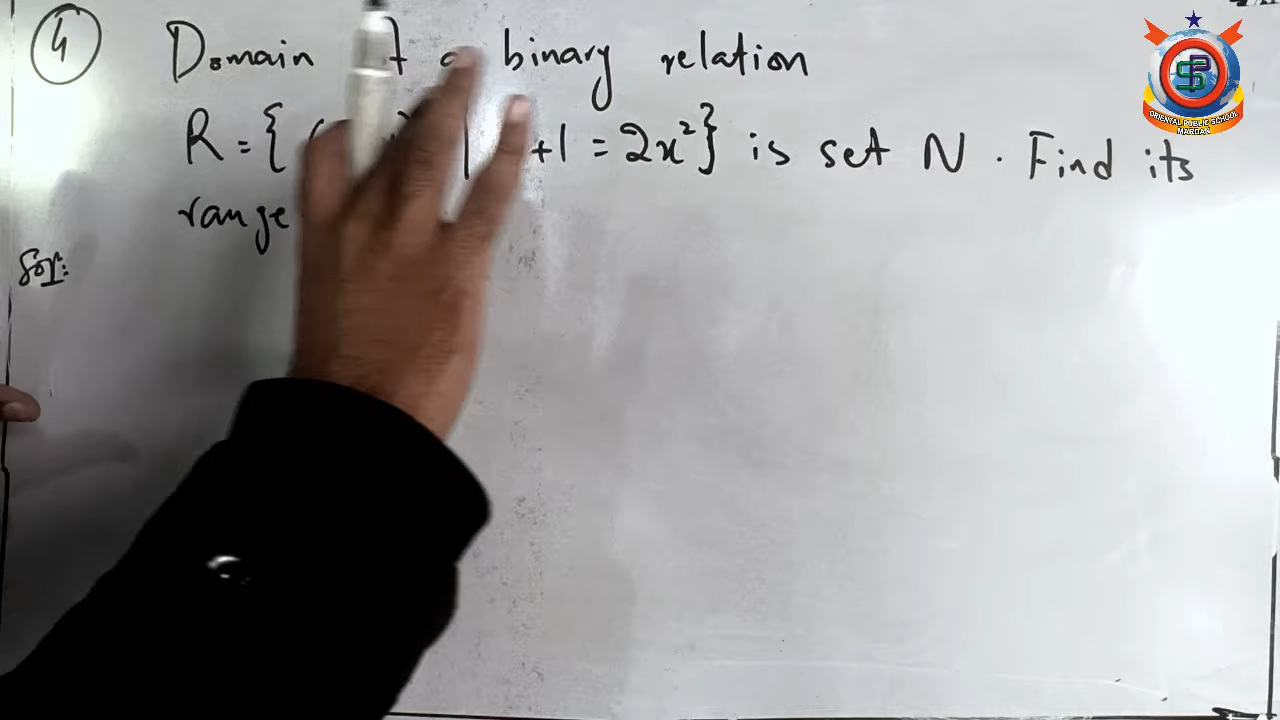 4 Domain a binary relation
R = { | +1 = 2x²} is set N. Find its
range
Sol:
ORIENTAL PUBLIC SCHOOL
MARDAN